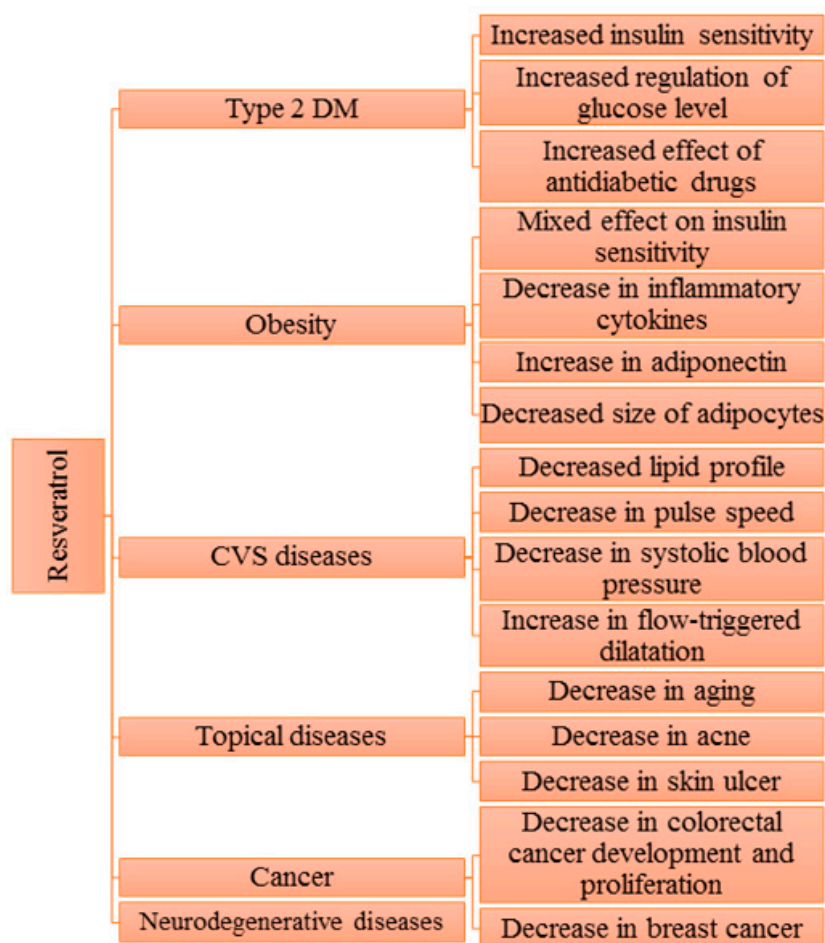 Resveratrol
Type 2 DM
Increased insulin sensitivity
Increased regulation of
glucose level
Increased effect of
antidiabetic drugs
Obesity
Mixed effect on insulin
sensitivity
Decrease in inflammatory
cytokines
Increase in adiponectin
Decreased size of adipocytes
CVS diseases
Decreased lipid profile
Decrease in pulse speed
Decrease in systolic blood
pressure
Increase in flow-triggered
dilatation
Topical diseases
Decrease in aging
Decrease in acne
Decrease in skin ulcer
Cancer
Decrease in colorectal
cancer development and
proliferation
Decrease in breast cancer
Neurodegenerative diseases